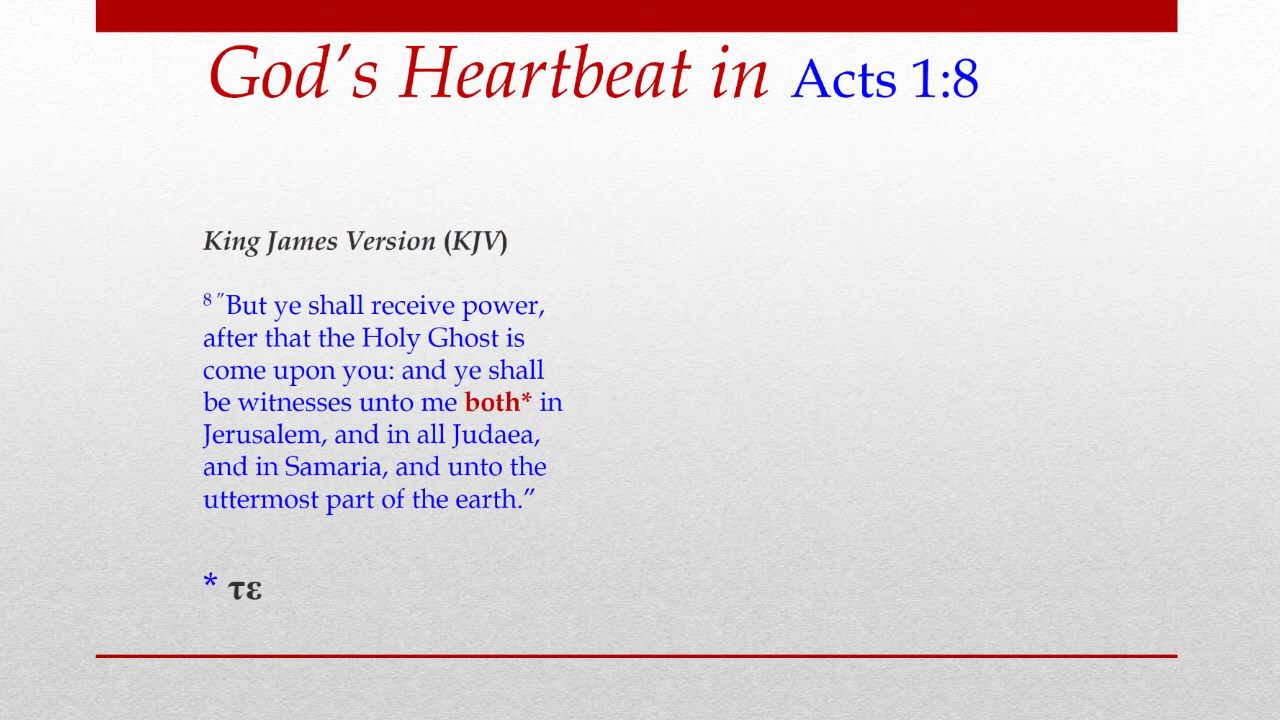 God’s Heartbeat in Acts 1:8
King James Version (KJV)
8 ″But ye shall receive power,
after that the Holy Ghost is
come upon you: and ye shall
be witnesses unto me both* in
Jerusalem, and in all Judaea,
and in Samaria, and unto the
uttermost part of the earth.”
* τε